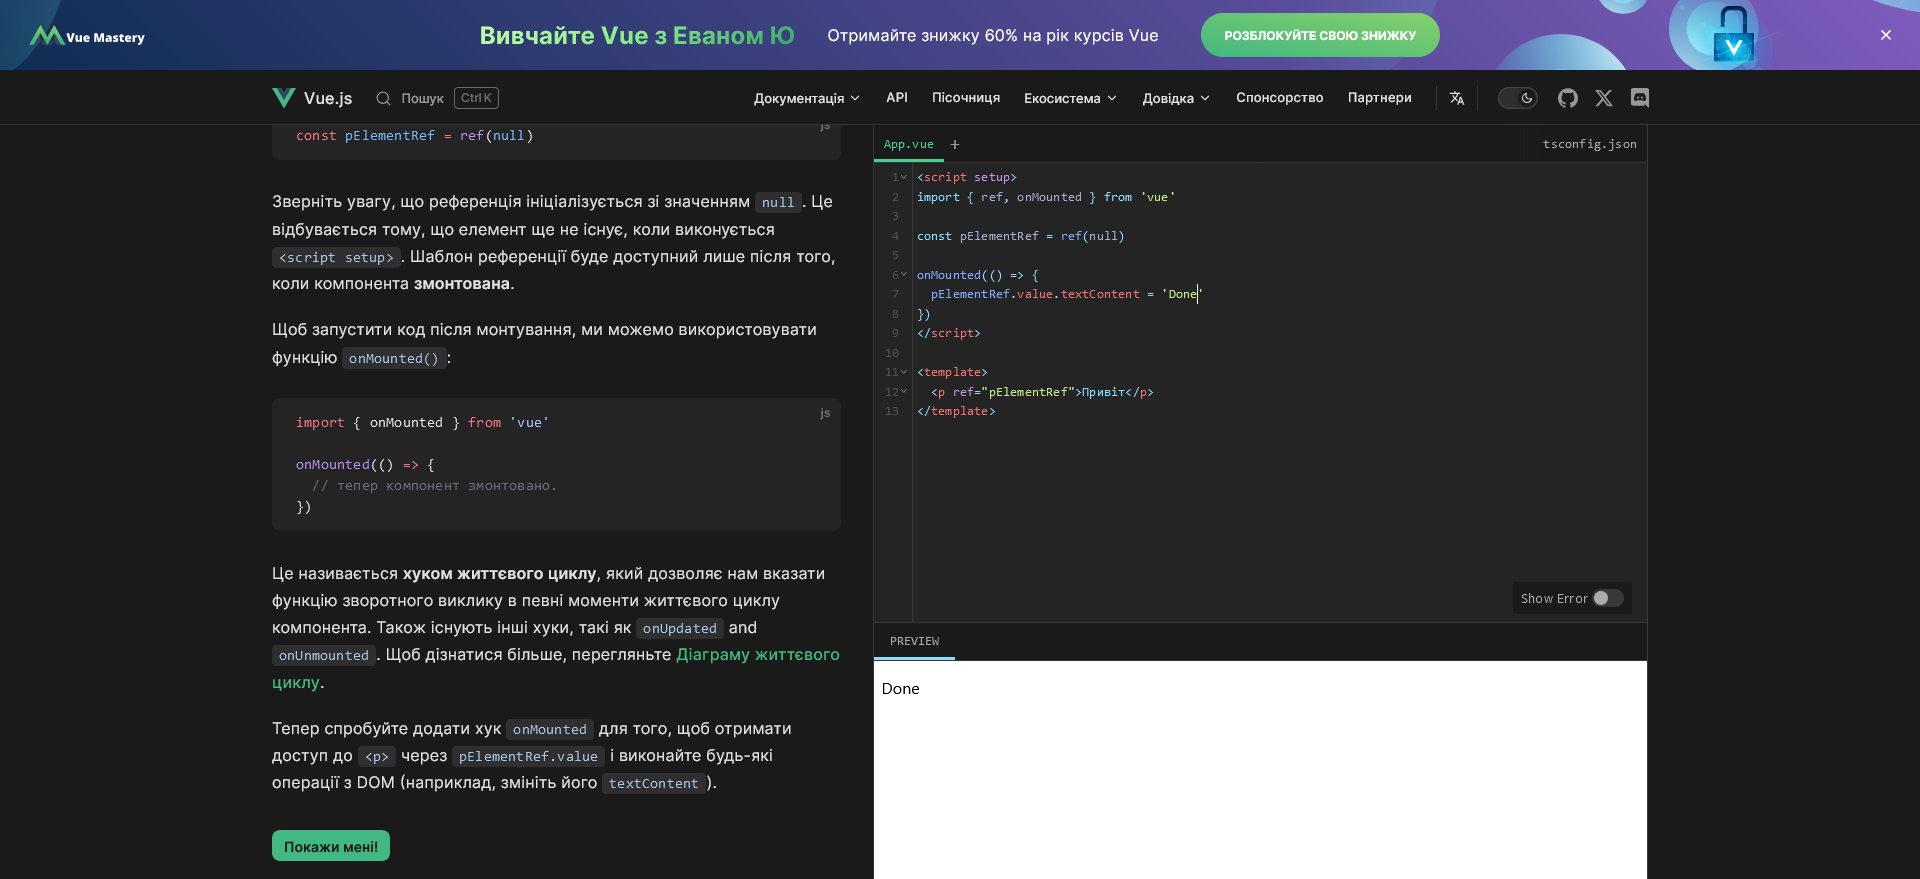 Vue Mastery
Вивчайте Vue з Еваном Ю
Отримайте знижку 60% на рік курсів Vue
РОЗБЛОКУЙТЕ СВОЮ ЗНИЖКУ
Vue.js
Пошук
Ctrl K
Документація
API
Пісочниця
Екосистема
Довідка
Спонсорство
Партнери
js
const pElementRef = ref(null)
Зверніть увагу, що референція ініціалізується зі значенням null. Це
відбувається тому, що елемент ще не існує, коли виконується
<script setup>. Шаблон референції буде доступний лише після того,
коли компонента змонтована.
Щоб запустити код після монтування, ми можемо використовувати
функцію onMounted():
js
import { onMounted } from 'vue'
onMounted(() => {
// тепер компонент змонтовано.
})
Це називається хуком життєвого циклу, який дозволяє нам вказати
функцію зворотного виклику в певні моменти життєвого циклу
компонента. Також існують інші хуки, такі як onUpdated and
onUnmounted. Щоб дізнатися більше, перегляньте Діаграму життєвого
циклу.
Тепер спробуйте додати хук onMounted для того, щоб отримати
доступ до <p> через pElementRef.value і виконайте будь-які
операції з DOM (наприклад, змініть його textContent).
Покажи мені!
App.vue +
tsconfig.json
1 <script setup>
2 import { ref, onMounted } from 'vue'
3
4 const pElementRef = ref(null)
5
6 onMounted(() => {
7 pElementRef.value.textContent = 'Done'
8 })
9 </script>
10
11 <template>
12 <p ref="pElementRef">Привіт</p>
13 </template>
Show Error
PREVIEW
Done